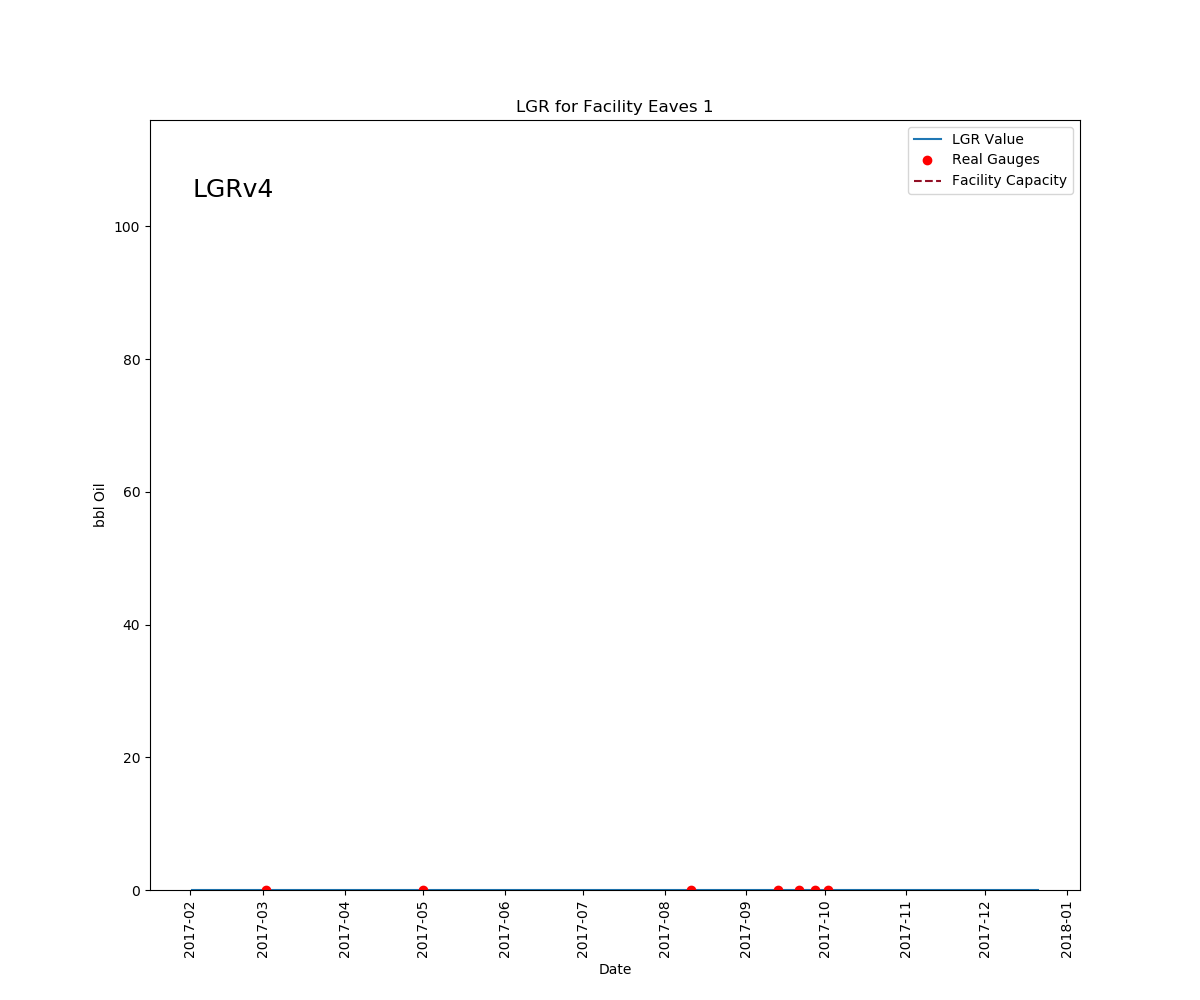 LGR for Facility Eaves 1
LGRv4
LGR Value
Real Gauges
Facility Capacity
bbl Oil
100
80
60
40
20
0
2017-02
2017-03
2017-04
2017-05
2017-06
2017-07
2017-08
2017-09
2017-10
2017-11
2017-12
2018-01
Date